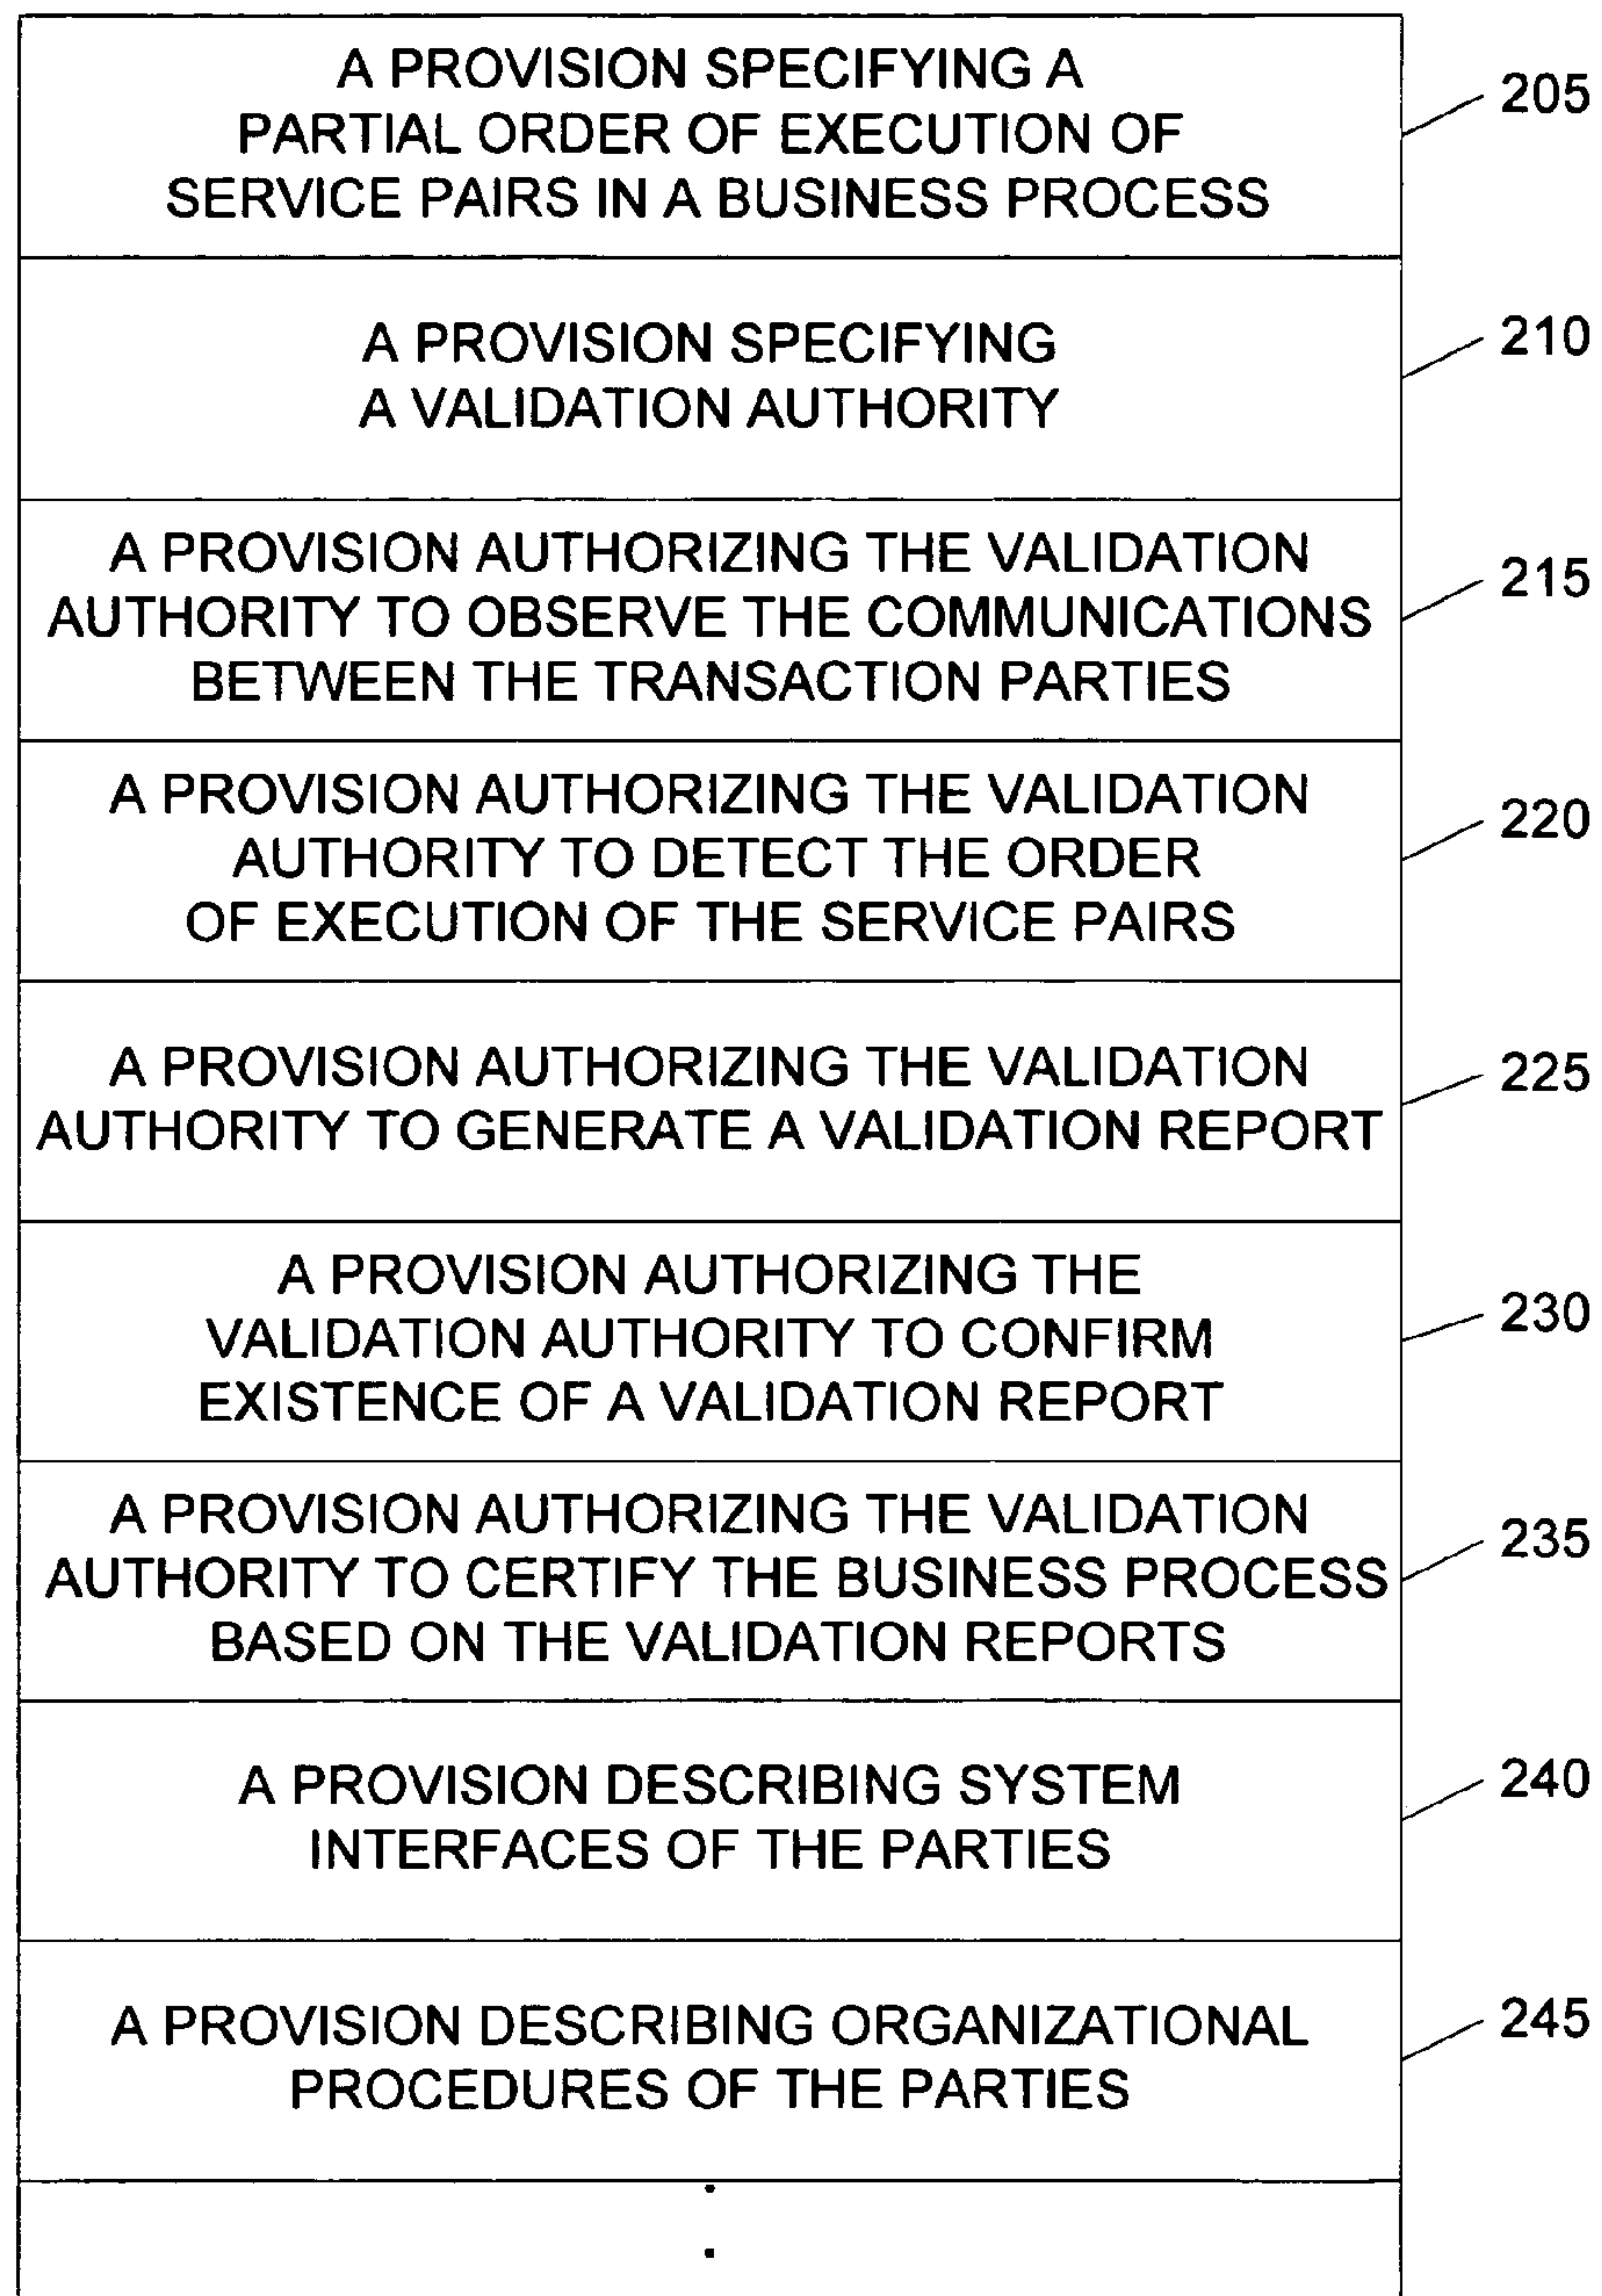 A PROVISION SPECIFYING A
PARTIAL ORDER OF EXECUTION OF
SERVICE PAIRS IN A BUSINESS PROCESS
205
A PROVISION SPECIFYING
A VALIDATION AUTHORITY
210
A PROVISION AUTHORIZING THE VALIDATION
AUTHORITY TO OBSERVE THE COMMUNICATIONS
BETWEEN THE TRANSACTION PARTIES
215
A PROVISION AUTHORIZING THE VALIDATION
AUTHORITY TO DETECT THE ORDER
OF EXECUTION OF THE SERVICE PAIRS
220
A PROVISION AUTHORIZING THE VALIDATION
AUTHORITY TO GENERATE A VALIDATION REPORT
225
A PROVISION AUTHORIZING THE
VALIDATION AUTHORITY TO CONFIRM
EXISTENCE OF A VALIDATION REPORT
230
A PROVISION AUTHORIZING THE VALIDATION
AUTHORITY TO CERTIFY THE BUSINESS PROCESS
BASED ON THE VALIDATION REPORTS
235
A PROVISION DESCRIBING SYSTEM
INTERFACES OF THE PARTIES
240
A PROVISION DESCRIBING ORGANIZATIONAL
PROCEDURES OF THE PARTIES
245